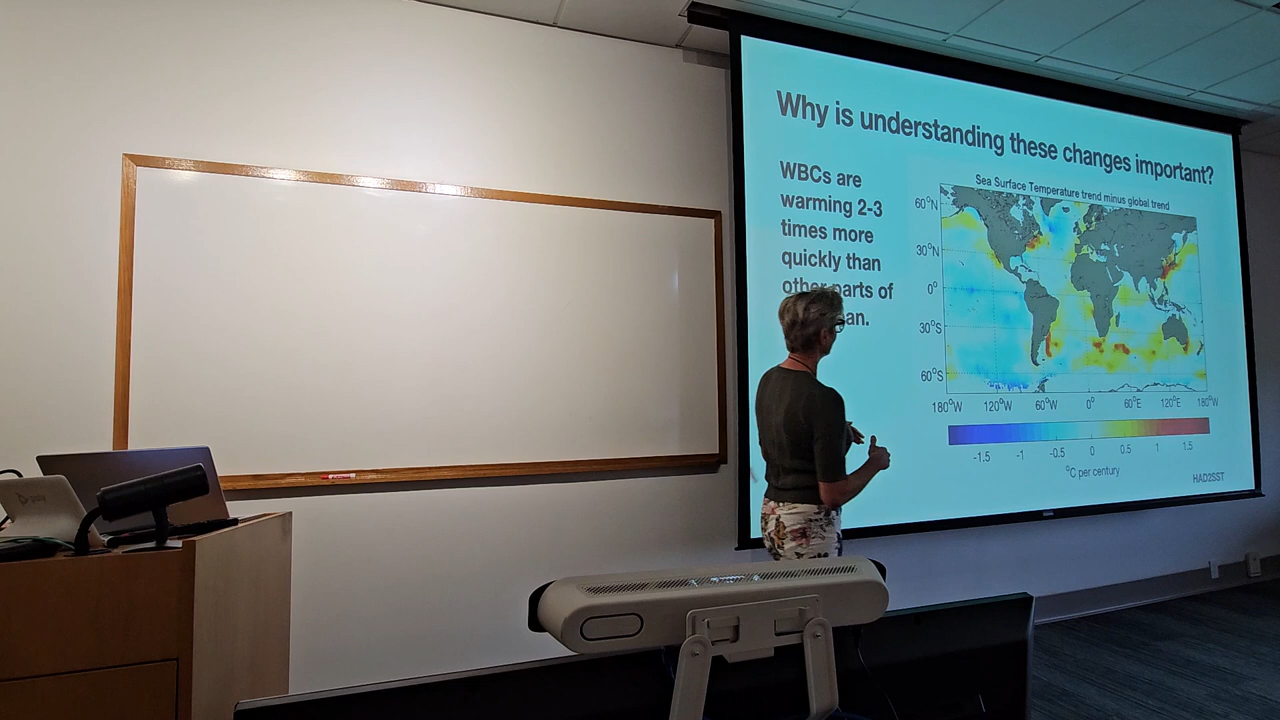 Why is understanding these changes important?
WBCs are
warming 2-3
times more
quickly than
other parts of
an.
Sea Surface Temperature trend minus global trend
60°N
30°N
0°
30°S
60°S
180°W 120°W 60°W 0° 60°E 120°E 180°W
-1.5 -1 -0.5 0 0.5 1 1.5
°C per century
HAD2SST
poly